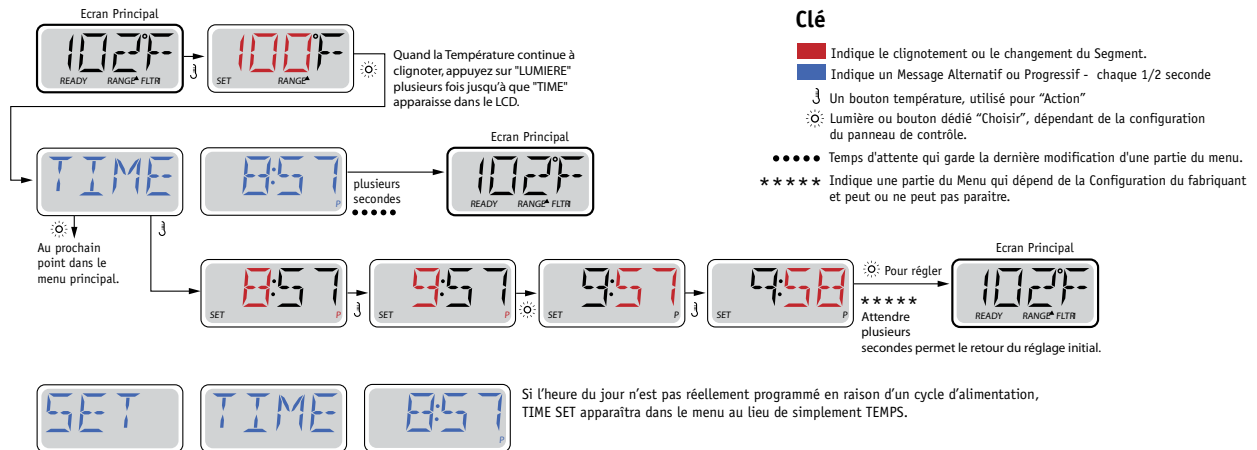 Ecran Principal
102°F
READY RANGE FLTR1
100°F
SET RANGE
Quand la Température continue à
clignoter, appuyez sur "LUMIERE"
plusieurs fois jusqu'à que "TIME"
apparaisse dans le LCD.
Clé
Indique le clignotement ou le changement du Segment.
Indique un Message Alternatif ou Progressif - chaque 1/2 seconde
Un bouton température, utilisé pour “Action”
Lumière ou bouton dédié “Choisir”, dépendant de la configuration
du panneau de contrôle.
••••• Temps d'attente qui garde la dernière modification d'une partie du menu.
***** Indique une partie du Menu qui dépend de la Configuration du fabriquant
et peut ou ne peut pas paraitre.
TIME
8:57
P
plusieurs
secondes
•••••
Ecran Principal
102°F
READY RANGE FLTR1
Au prochain
point dans le
menu principal.
8:57
SET P
9:57
SET P
9:57
SET P
9:58
SET P
Pour régler
*****
Attendre
plusieurs
secondes permet le retour du réglage initial.
Ecran Principal
102°F
READY RANGE FLTR1
SET
TIME
8:57
P
Si l’heure du jour n’est pas réellement programmé en raison d’un cycle d’alimentation,
TIME SET apparaîtra dans le menu au lieu de simplement TEMPS.